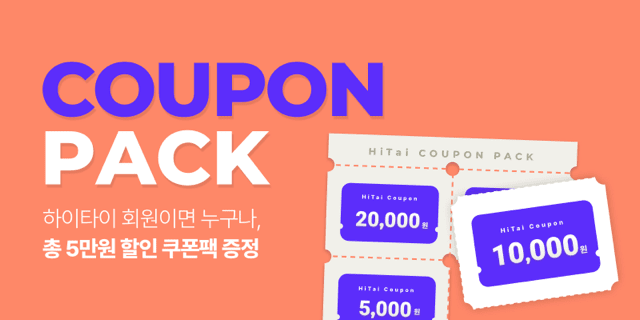 COUPON
PACK
하이타이 회원이면 누구나,
총 5만원 할인 쿠폰팩 증정
HiTai COUPON PACK
HiTai Coupon
20,000원
HiTai Coupon
10,000원
HiTai Coupon
5,000원